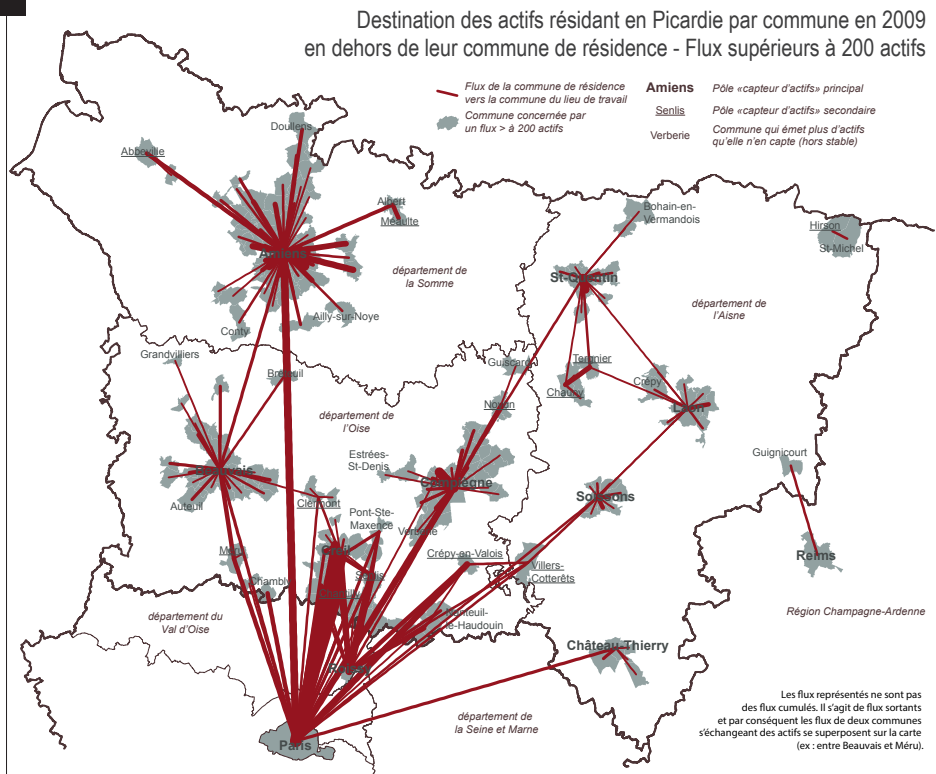 Destination des actifs résidant en Picardie par commune en 2009
en dehors de leur commune de résidence - Flux supérieurs à 200 actifs
Flux de la commune de résidence
vers la commune du lieu de travail
Commune concernée par
un flux > à 200 actifs
Amiens
Pôle «capteur d'actifs» principal
Senlis
Pôle «capteur d'actifs» secondaire
Verberie
Commune qui émet plus d'actifs
qu'elle n'en capte (hors stable)
Doullens
Abbeville
Albert
Méaulte
Amiens
département de
la Somme
Conty
Ailly-sur-Noye
Bohain-en-
Vermandois
Hirson
St-Michel
St-Quentin
département de
l'Aisne
Grandvilliers
Breteuil
Guiscard
Tergnier
Chauny
Crépy
Laon
Noyon
département de
l'Oise
Estrées-
St-Denis
Beauvais
Compiègne
Guignicourt
Auteuil
Clermont
Soissons
Pont-Ste-
Maxence
Verberie
Creil
Crépy-en-Valois
Villers-
Cotterêts
Reims
Méru
Senlis
Chambly
Chantilly
Nanteuil-
le-Haudouin
département du
Val d'Oise
Région Champagne-Ardenne
Château-Thierry
Roissy
Paris
département de
la Seine et Marne
Les flux représentés ne sont pas
des flux cumulés. Il s'agit de flux sortants
et par conséquent les flux de deux communes
s'échangeant des actifs se superposent sur la carte
(ex : entre Beauvais et Méru).